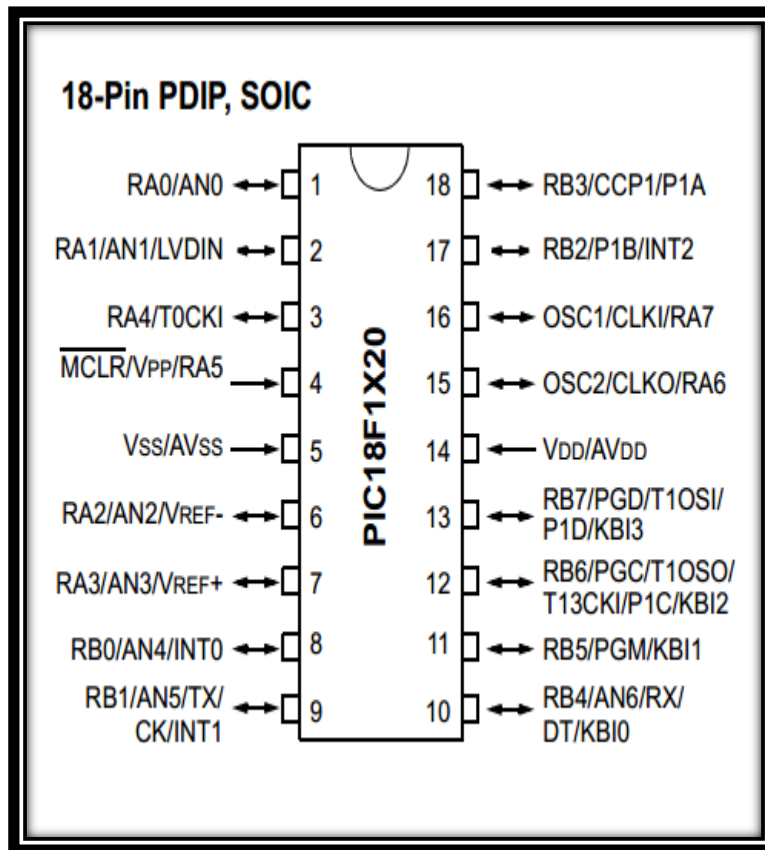 18-Pin PDIP, SOIC
RA0/AN0
1
18
RB3/CCP1/P1A
RA1/AN1/LVDIN
2
17
RB2/P1B/INT2
RA4/T0CKI
3
16
OSC1/CLKI/RA7
MCLR/VPP/RA5
4
15
OSC2/CLKO/RA6
VSS/AVSS
5
14
VDD/AVDD
RA2/AN2/VREF-
6
13
RB7/PGD/T1OSI/
P1D/KBI3
RA3/AN3/VREF+
7
12
RB6/PGC/T1OSO/
T13CKI/P1C/KBI2
RB0/AN4/INT0
8
11
RB5/PGM/KBI1
RB1/AN5/TX/
CK/INT1
9
10
RB4/AN6/RX/
DT/KBI0
PIC18F1X20